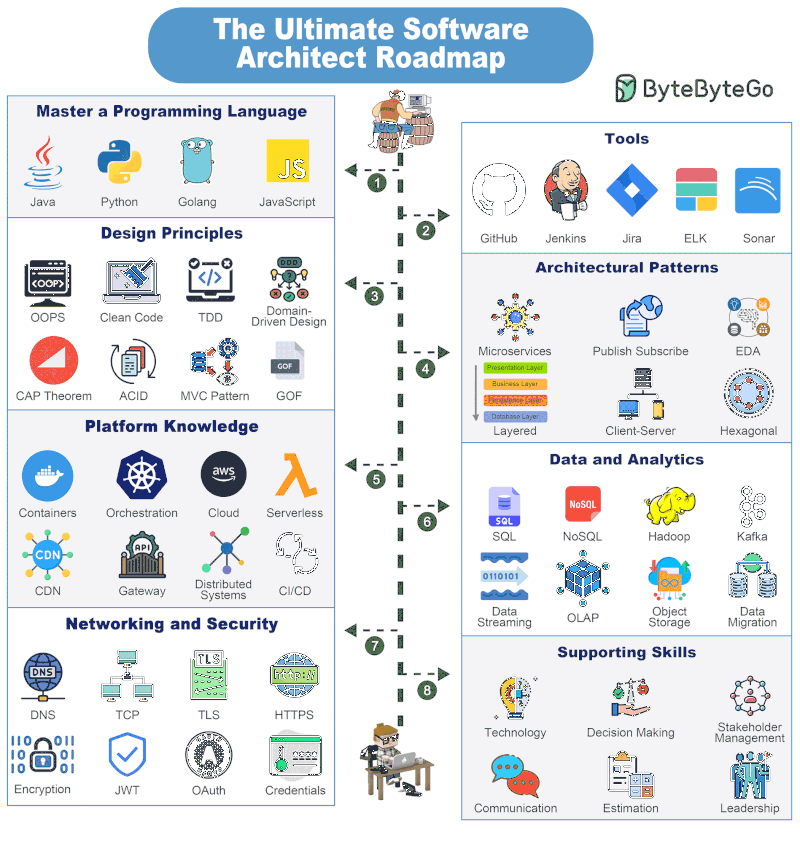 The Ultimate Software
Architect Roadmap
ByteByteGo
Master a Programming Language
JS
Java
Python
Golang
JavaScript
1
Tools
GitHub
Jenkins
Jira
ELK
Sonar
2
Design Principles
<OOP>
</>
DDD
?
OOPS
Clean Code
TDD
Domain-
Driven Design
GOF
CAP Theorem
ACID
MVC Pattern
GOF
3
Architectural Patterns
Microservices
Publish Subscribe
EDA
Presentation Layer
Business Layer
Persistence Layer
Database Layer
Layered
Client-Server
Hexagonal
4
Platform Knowledge
aws
Containers
Orchestration
Cloud
Serverless
CDN
API
CDN
Gateway
Distributed
Systems
CI/CD
5
Data and Analytics
SQL
NoSQL
SQL
NoSQL
Hadoop
Kafka
0110101
Data
Streaming
OLAP
Object
Storage
Data
Migration
6
Networking and Security
DNS
TLS
http://
DNS
TCP
TLS
HTTPS
Encryption
JWT
OAuth
Credentials
7
Supporting Skills
Technology
Decision Making
Stakeholder
Management
Communication
Estimation
Leadership
8